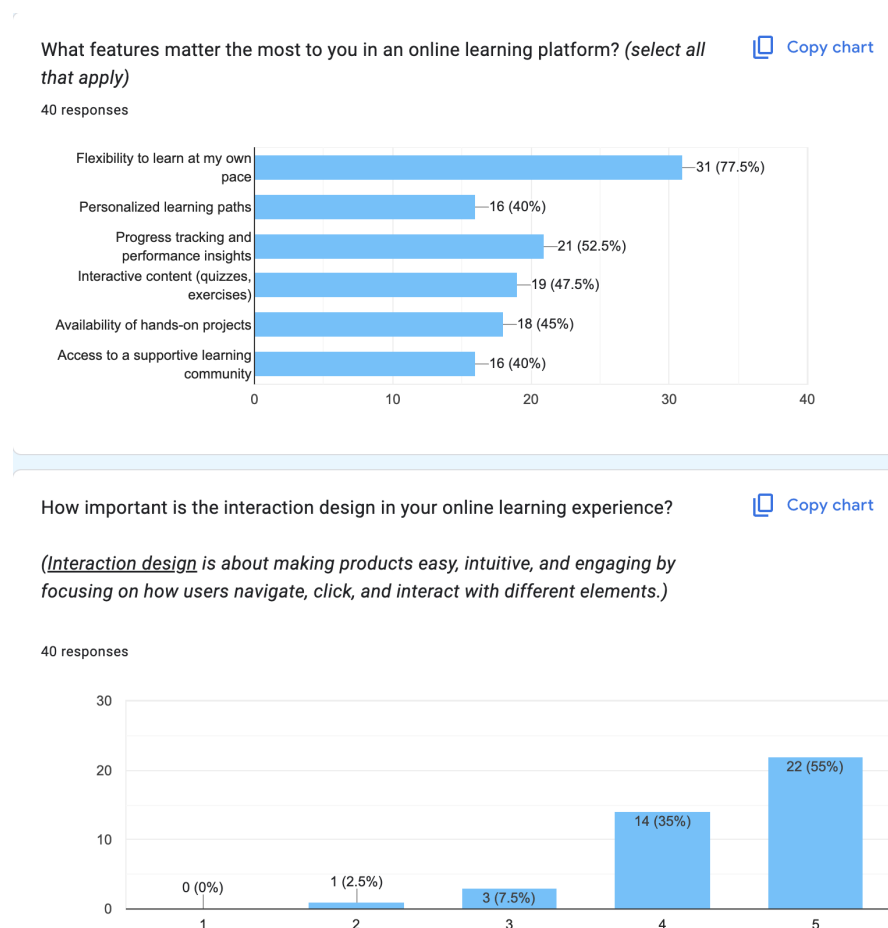 What features matter the most to you in an online learning platform? (select all
that apply)
Copy chart
40 responses
Flexibility to learn at my own
pace
31 (77.5%)
Personalized learning paths
16 (40%)
Progress tracking and
performance insights
21 (52.5%)
Interactive content (quizzes,
exercises)
19 (47.5%)
Availability of hands-on projects
18 (45%)
Access to a supportive learning
community
16 (40%)
0 10 20 30 40
How important is the interaction design in your online learning experience?
Copy chart
(Interaction design is about making products easy, intuitive, and engaging by
focusing on how users navigate, click, and interact with different elements.)
40 responses
30
20
10
0
0 (0%)
1 (2.5%)
3 (7.5%)
14 (35%)
22 (55%)
1 2 3 4 5